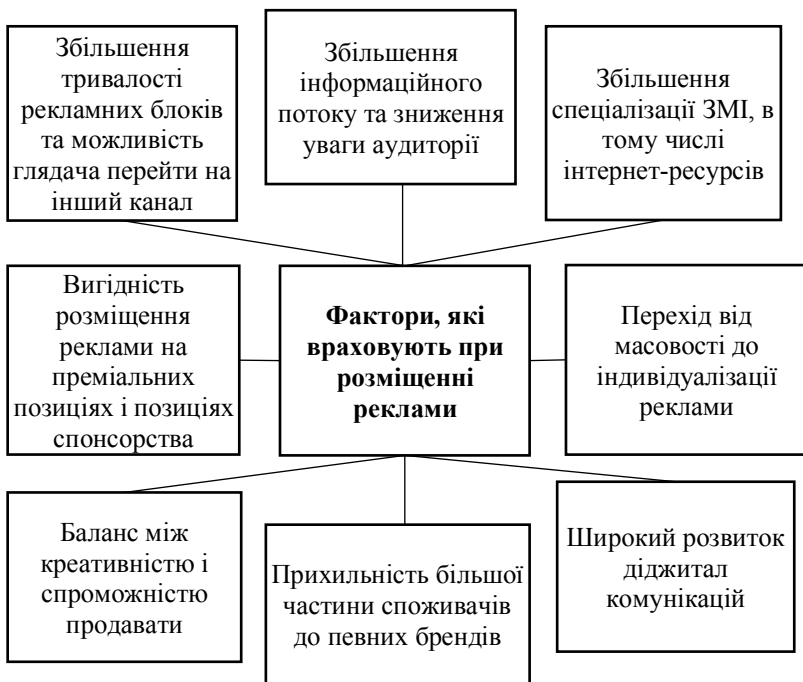 Збільшення
тривалості
рекламних блоків
та можливість
глядача перейти на
інший канал
Збільшення
інформаційного
потоку та зниження
уваги аудиторії
Збільшення
спеціалізації ЗМІ, в
тому числі
інтернет-ресурсів
Вигідність
розміщення
реклами на
преміальних
позиціях і позиціях
спонсорства
Фактори, які
враховують при
розміщенні
реклами
Перехід від
масовості до
індивідуалізації
реклами
Баланс між
креативністю і
спроможністю
продавати
Прихильність більшої
частини споживачів
до певних брендів
Широкий розвиток
діджитал
комунікацій